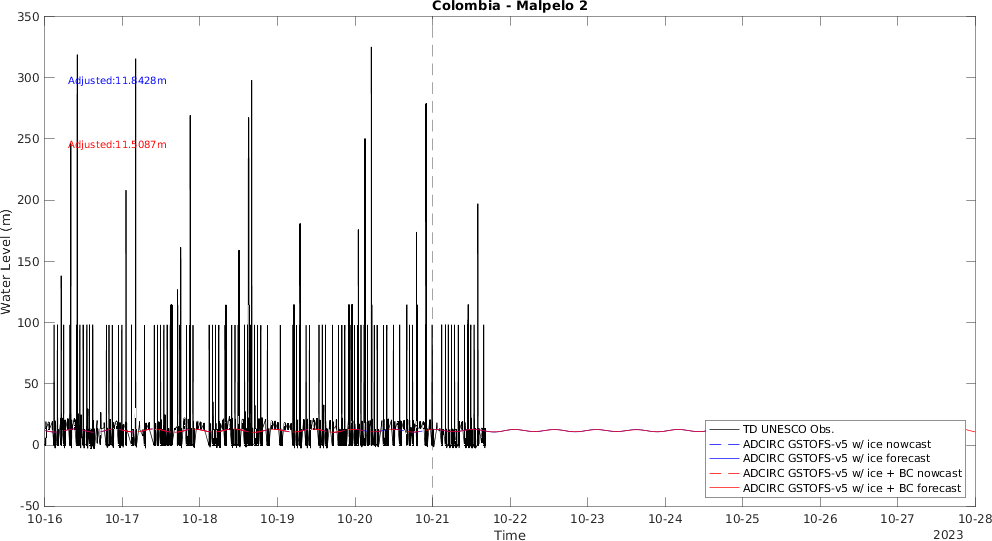 Colombia - Malpelo 2
Water Level (m)
350
300
250
200
150
100
50
0
-50
Adjusted:11.8428m
Adjusted:11.5087m
TD UNESCO Obs.
ADCIRC GSTOFS-v5 w/ ice nowcast
ADCIRC GSTOFS-v5 w/ ice forecast
ADCIRC GSTOFS-v5 w/ ice + BC nowcast
ADCIRC GSTOFS-v5 w/ ice + BC forecast
10-16 10-17 10-18 10-19 10-20 10-21 10-22 10-23 10-24 10-25 10-26 10-27 10-28
Time
2023